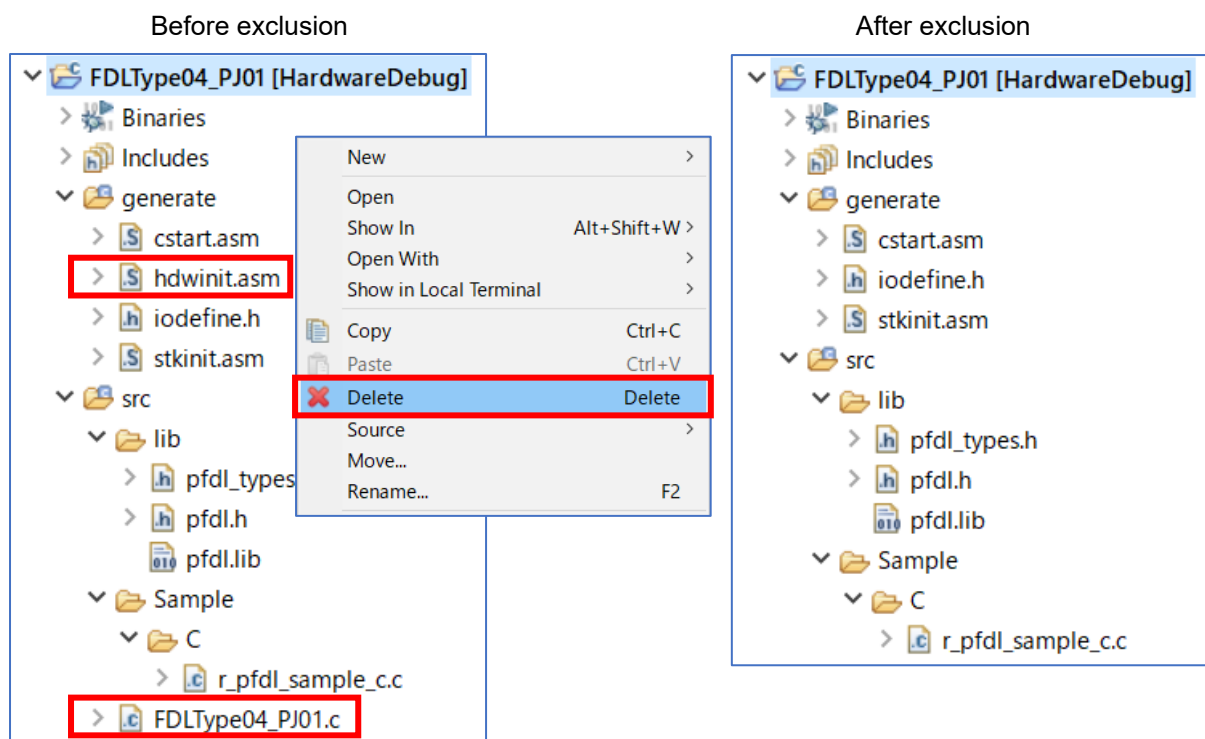 Before exclusion
FDLType04_PJ01 [HardwareDebug]
Binaries
Includes
generate
cstart.asm
hdwinit.asm
iodefine.h
stkinit.asm
src
lib
pfdl_types
pfdl.h
pfdl.lib
Sample
C
r_pfdl_sample_c.c
FDLType04_PJ01.c
New >
Open
Show In Alt+Shift+W >
Open With >
Show in Local Terminal >
Copy Ctrl+C
Paste Ctrl+V
Delete Delete
Source >
Move...
Rename... F2
After exclusion
FDLType04_PJ01 [HardwareDebug]
Binaries
Includes
generate
cstart.asm
iodefine.h
stkinit.asm
src
lib
pfdl_types.h
pfdl.h
pfdl.lib
Sample
C
r_pfdl_sample_c.c